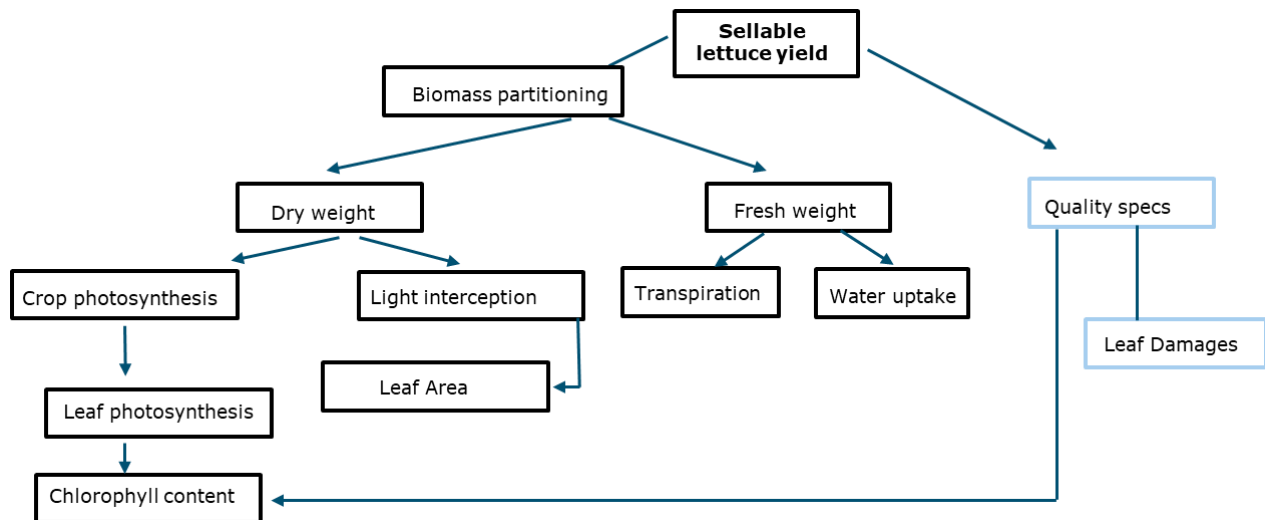 Sellable
lettuce yield
Biomass partitioning
Dry weight
Fresh weight
Quality specs
Crop photosynthesis
Light interception
Transpiration
Water uptake
Leaf Damages
Leaf Area
Leaf photosynthesis
Chlorophyll content